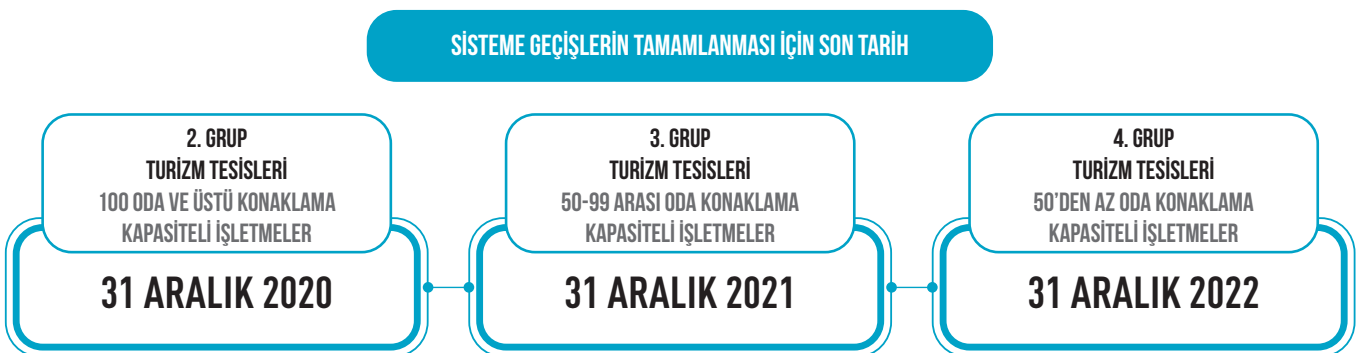 SİSTEME GEÇİŞLERİN TAMAMLANMASI İÇİN SON TARİH
2. GRUP
TURİZM TESİSLERİ
100 ODA VE ÜSTÜ KONAKLAMA
KAPASİTELİ İŞLETMELER
31 ARALIK 2020
3. GRUP
TURİZM TESİSLERİ
50-99 ARASI ODA KONAKLAMA
KAPASİTELİ İŞLETMELER
31 ARALIK 2021
4. GRUP
TURİZM TESİSLERİ
50'DEN AZ ODA KONAKLAMA
KAPASİTELİ İŞLETMELER
31 ARALIK 2022